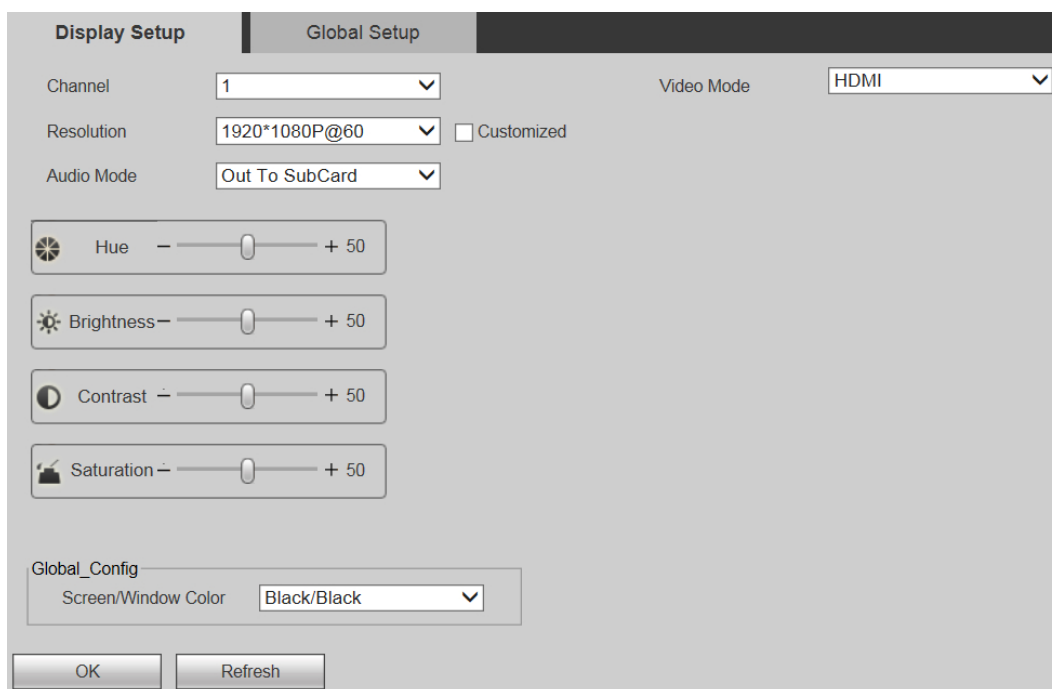 Display Setup Global Setup
Channel 1 Video Mode HDMI
Resolution 1920*1080P@60 Customized
Audio Mode Out To SubCard
Hue − + 50
Brightness − + 50
Contrast − + 50
Saturation − + 50
Global_Config
Screen/Window Color Black/Black
OK Refresh